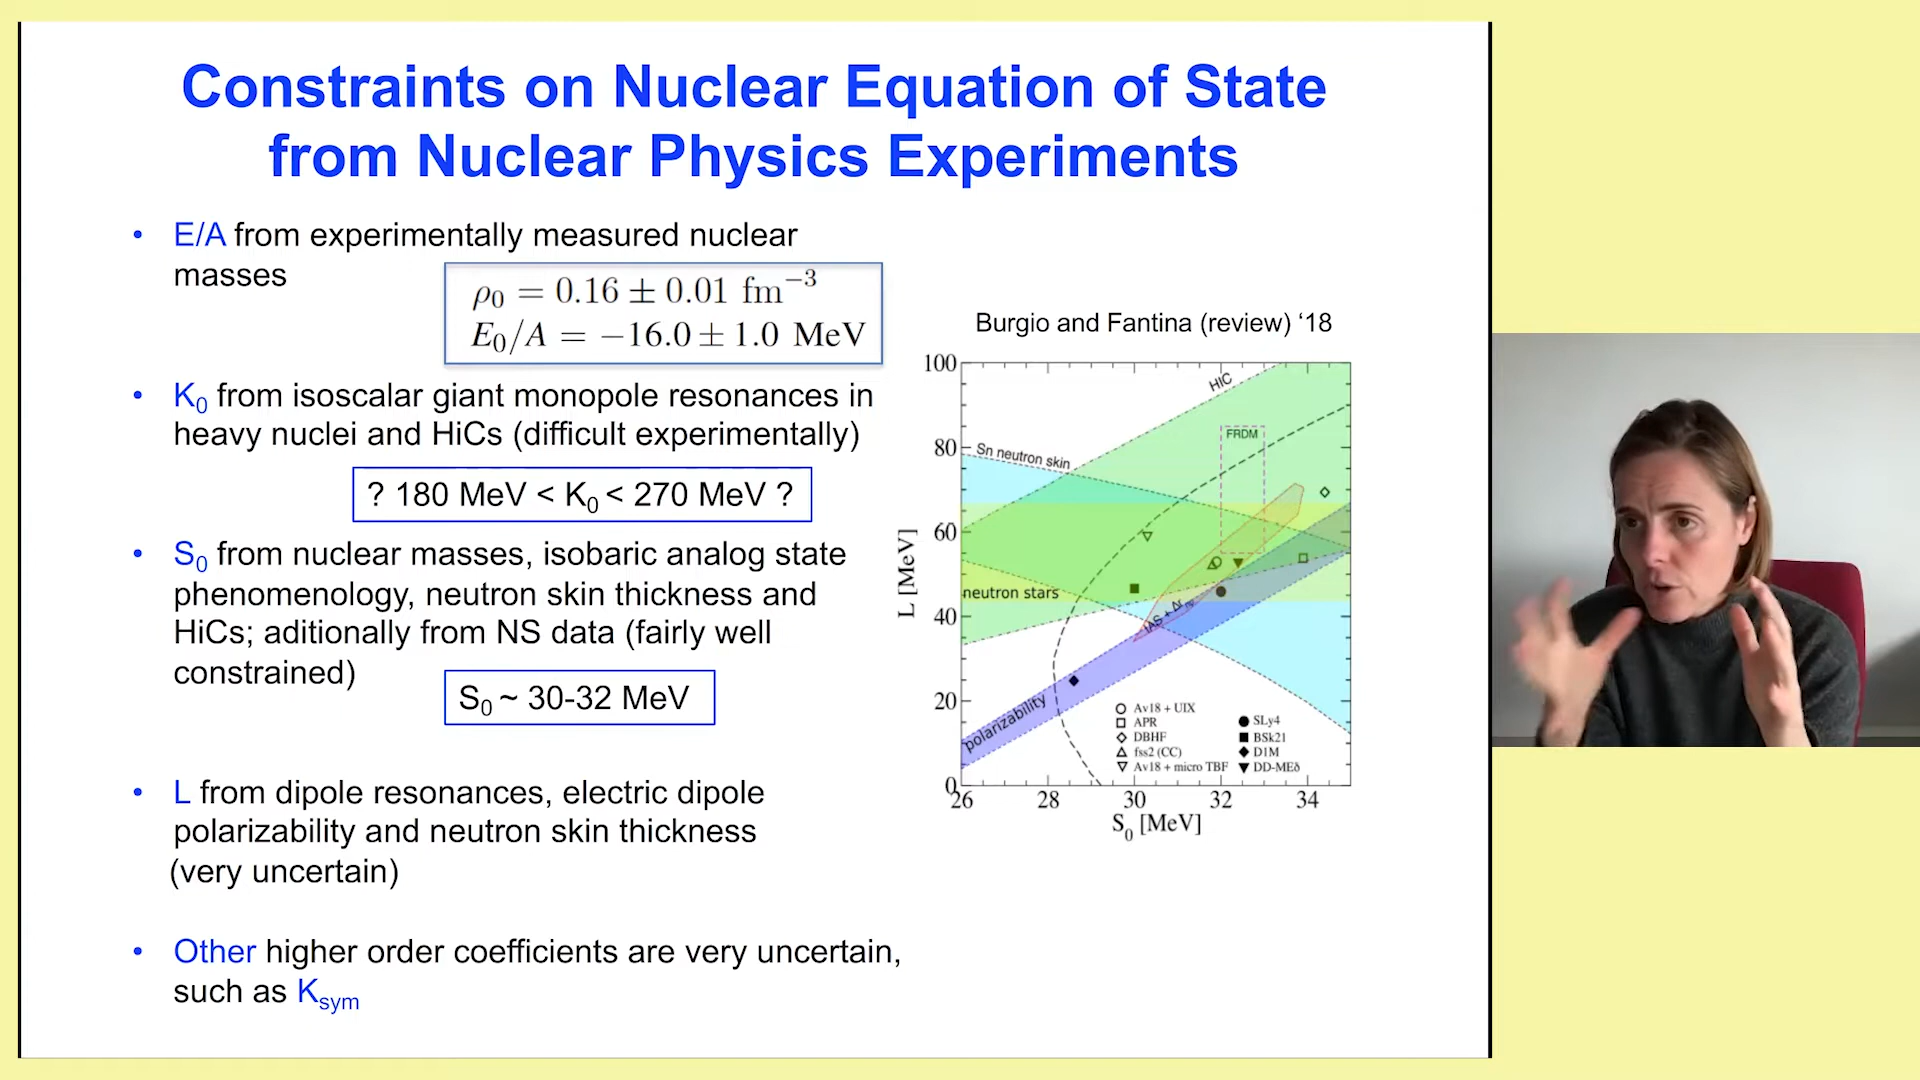 Constraints on Nuclear Equation of State
from Nuclear Physics Experiments
• E/A from experimentally measured nuclear
masses
ρ₀ = 0.16 ± 0.01 fm⁻³
E₀/A = −16.0 ± 1.0 MeV
• K₀ from isoscalar giant monopole resonances in
heavy nuclei and HiCs (difficult experimentally)
? 180 MeV < K₀ < 270 MeV ?
• S₀ from nuclear masses, isobaric analog state
phenomenology, neutron skin thickness and
HiCs; aditionally from NS data (fairly well
constrained)
S₀ ~ 30-32 MeV
• L from dipole resonances, electric dipole
polarizability and neutron skin thickness
(very uncertain)
• Other higher order coefficients are very uncertain,
such as Ksym
Burgio and Fantina (review) ‘18
100
80
60
40
20
0
L [MeV]
HIC
FRDM
Sn neutron skin
neutron stars
IAS + Δr
polarizability
Av18 + UIX
APR
DBHF
fss2 (CC)
Av18 + micro TBF
SLy4
BSk21
D1M
DD-MEδ
26 28 30 32 34
S₀ [MeV]